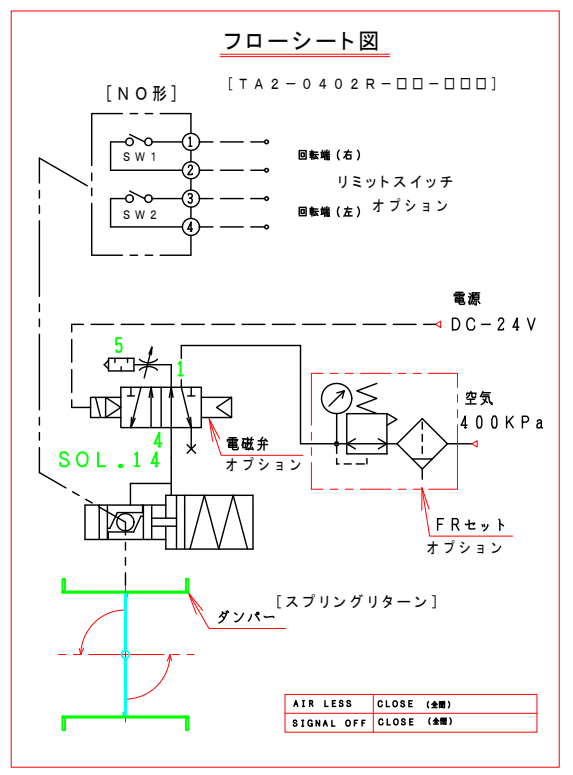 フローシート図
[TA2-0402R-□□-□□□]
[NO形]
SW1
1
2
回転端(右)
リミットスイッチ
オプション
SW2
3
4
回転端(左)
電源
DC-24V
5
1
空気
400KPa
4
SOL.14
電磁弁
オプション
FRセット
オプション
[スプリングリターン]
ダンパー
AIR LESS CLOSE (全閉)
SIGNAL OFF CLOSE (全閉)